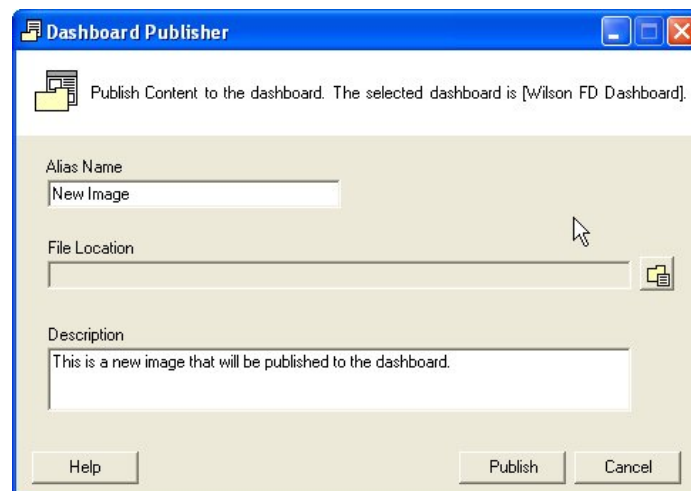 Dashboard Publisher
Publish Content to the dashboard. The selected dashboard is [Wilson FD Dashboard].
Alias Name
New Image
File Location
Description
This is a new image that will be published to the dashboard.
Help
Publish
Cancel